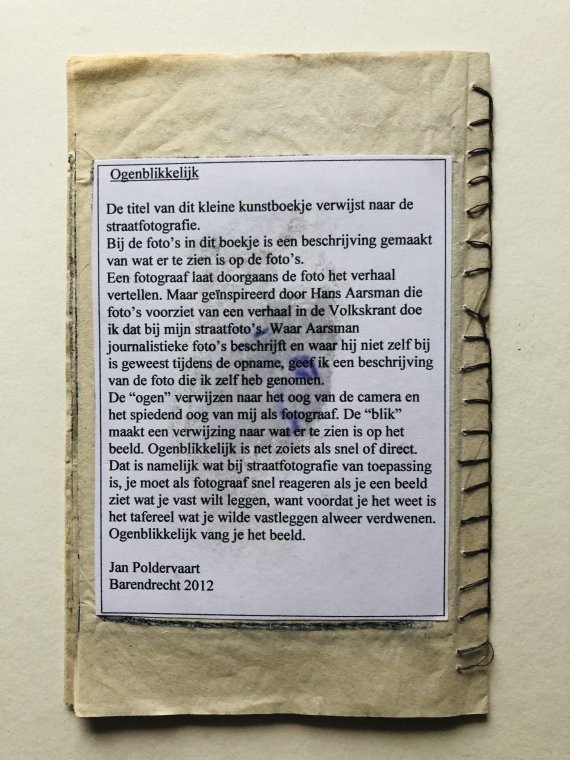 Ogenblikkelijk
De titel van dit kleine kunstboekje verwijst naar de
straatfotografie.
Bij de foto’s in dit boekje is een beschrijving gemaakt
van wat er te zien is op de foto’s.
Een fotograaf laat doorgaans de foto het verhaal
vertellen. Maar geïnspireerd door Hans Aarsman die
foto’s voorziet van een verhaal in de Volkskrant doe
ik dat bij mijn straatfoto’s. Waar Aarsman
journalistieke foto’s beschrijft en waar hij niet zelf bij
is geweest tijdens de opname, geef ik een beschrijving
van de foto die ik zelf heb genomen.
De “ogen” verwijzen naar het oog van de camera en
het spiedend oog van mij als fotograaf. De “blik”
maakt een verwijzing naar wat er te zien is op het
beeld. Ogenblikkelijk is net zoiets als snel of direct.
Dat is namelijk wat bij straatfotografie van toepassing
is, je moet als fotograaf snel reageren als je een beeld
ziet wat je vast wilt leggen, want voordat je het weet is
het tafereel wat je wilde vastleggen alweer verdwenen.
Ogenblikkelijk vang je het beeld.
Jan Poldervaart
Barendrecht 2012